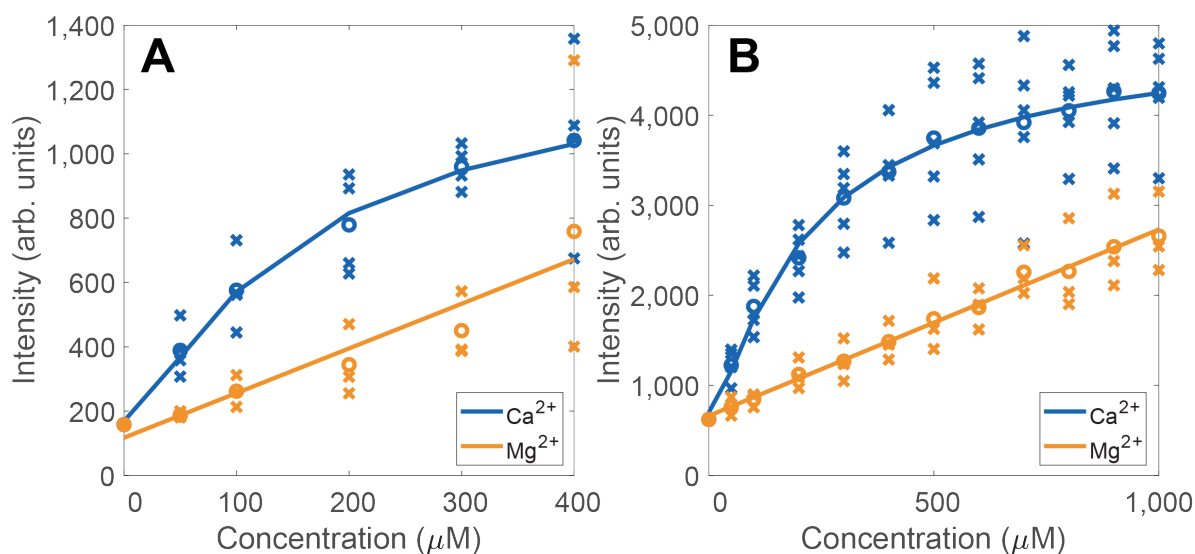 A
Intensity (arb. units)
1,400
1,200
1,000
800
600
400
200
0
0 100 200 300 400
Concentration (μM)
Ca²⁺
Mg²⁺
B
Intensity (arb. units)
5,000
4,000
3,000
2,000
1,000
0
0 500 1,000
Concentration (μM)
Ca²⁺
Mg²⁺